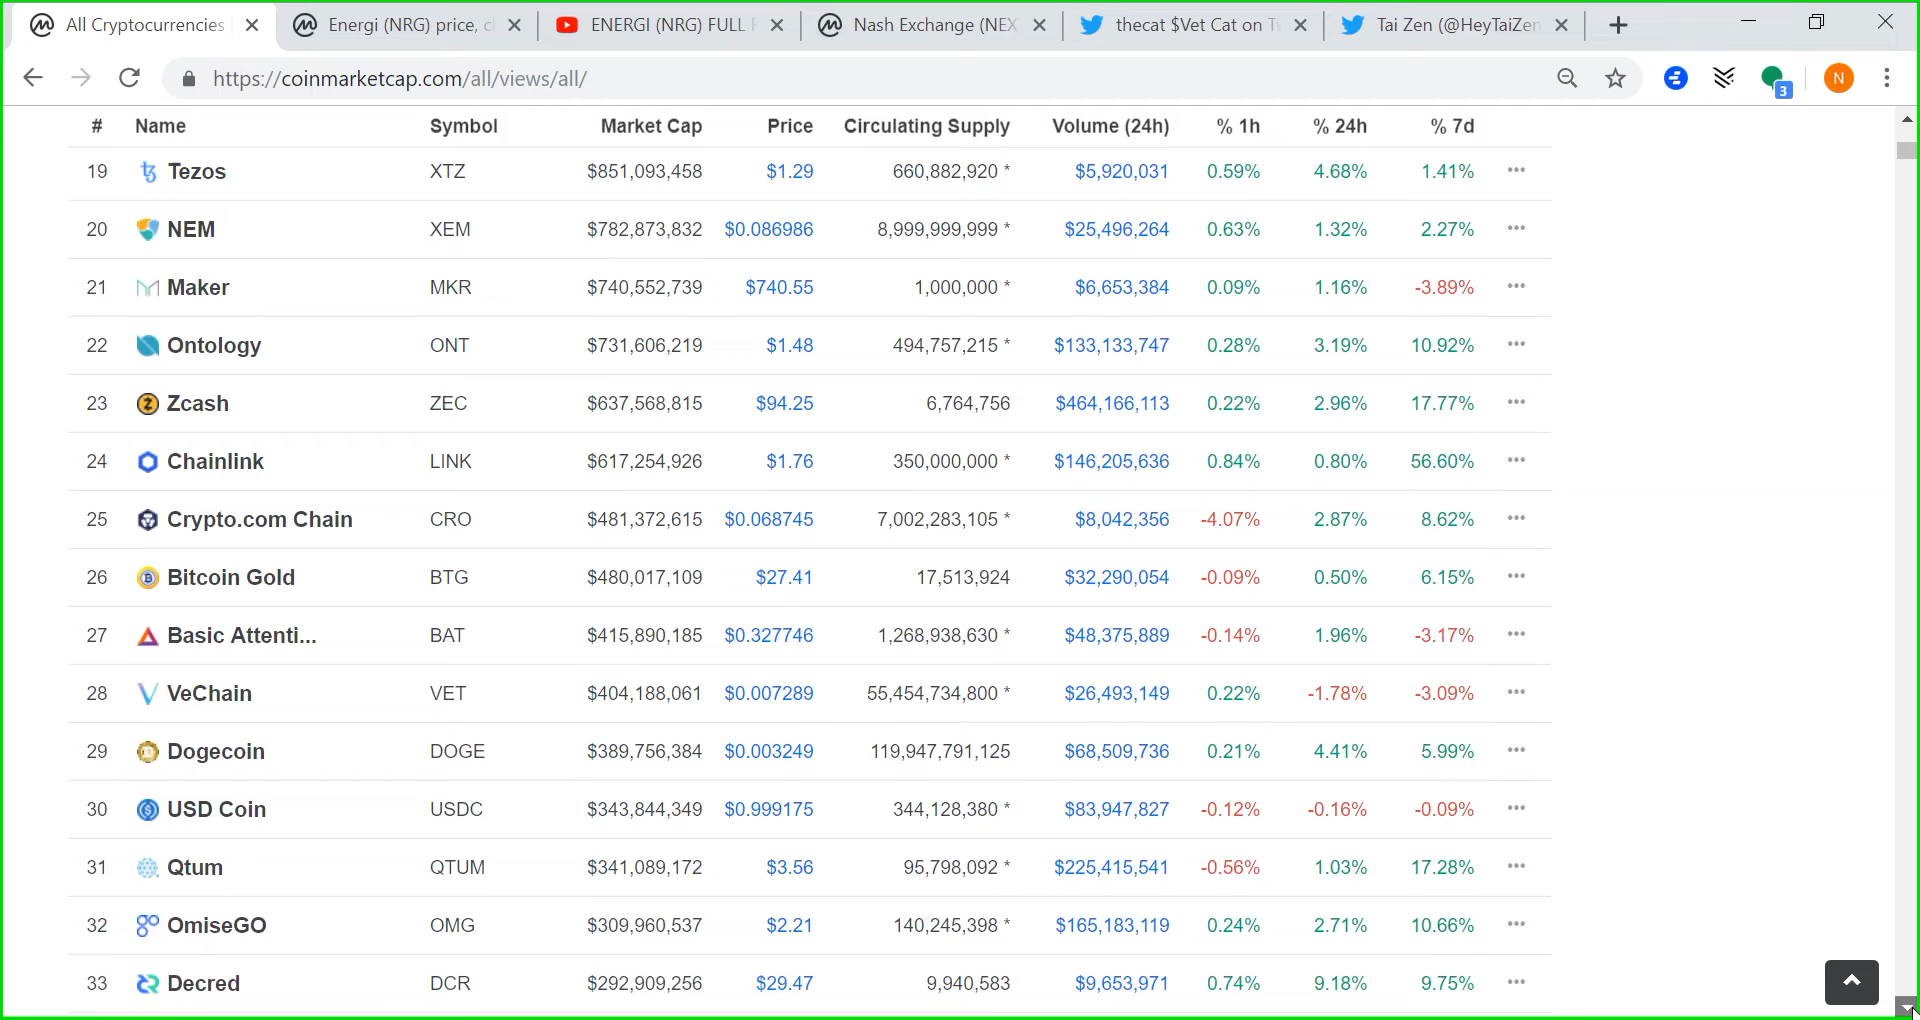 All Cryptocurrencies
Energi (NRG) price, c
ENERGI (NRG) FULL
Nash Exchange (NEX
thecat $Vet Cat on Tw
Tai Zen (@HeyTaiZen
https://coinmarketcap.com/all/views/all/
3
N
# Name Symbol Market Cap Price Circulating Supply Volume (24h) % 1h % 24h % 7d
19 Tezos XTZ $851,093,458 $1.29 660,882,920 * $5,920,031 0.59% 4.68% 1.41%
20 NEM XEM $782,873,832 $0.086986 8,999,999,999 * $25,496,264 0.63% 1.32% 2.27%
21 Maker MKR $740,552,739 $740.55 1,000,000 * $6,653,384 0.09% 1.16% -3.89%
22 Ontology ONT $731,606,219 $1.48 494,757,215 * $133,133,747 0.28% 3.19% 10.92%
23 Zcash ZEC $637,568,815 $94.25 6,764,756 $464,166,113 0.22% 2.96% 17.77%
24 Chainlink LINK $617,254,926 $1.76 350,000,000 * $146,205,636 0.84% 0.80% 56.60%
25 Crypto.com Chain CRO $481,372,615 $0.068745 7,002,283,105 * $8,042,356 -4.07% 2.87% 8.62%
26 Bitcoin Gold BTG $480,017,109 $27.41 17,513,924 $32,290,054 -0.09% 0.50% 6.15%
27 Basic Attenti... BAT $415,890,185 $0.327746 1,268,938,630 * $48,375,889 -0.14% 1.96% -3.17%
28 VeChain VET $404,188,061 $0.007289 55,454,734,800 * $26,493,149 0.22% -1.78% -3.09%
29 Dogecoin DOGE $389,756,384 $0.003249 119,947,791,125 $68,509,736 0.21% 4.41% 5.99%
30 USD Coin USDC $343,844,349 $0.999175 344,128,380 * $83,947,827 -0.12% -0.16% -0.09%
31 Qtum QTUM $341,089,172 $3.56 95,798,092 * $225,415,541 -0.56% 1.03% 17.28%
32 OmiseGO OMG $309,960,537 $2.21 140,245,398 * $165,183,119 0.24% 2.71% 10.66%
33 Decred DCR $292,909,256 $29.47 9,940,583 $9,653,971 0.74% 9.18% 9.75%